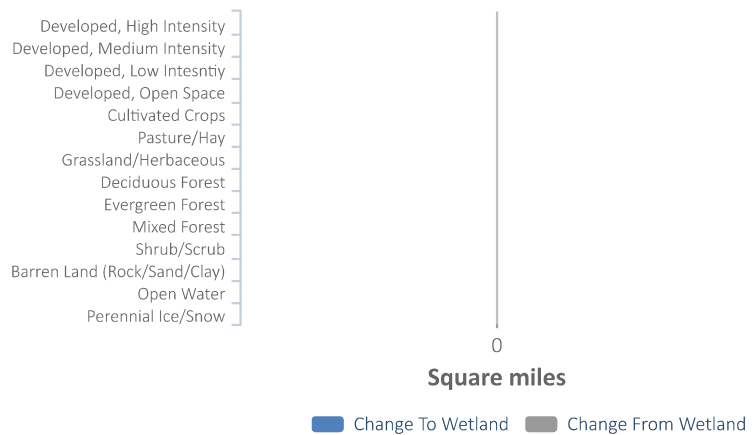 Developed, High Intensity
Developed, Medium Intensity
Developed, Low Intesntiy
Developed, Open Space
Cultivated Crops
Pasture/Hay
Grassland/Herbaceous
Deciduous Forest
Evergreen Forest
Mixed Forest
Shrub/Scrub
Barren Land (Rock/Sand/Clay)
Open Water
Perennial Ice/Snow
0
Square miles
Change To Wetland Change From Wetland